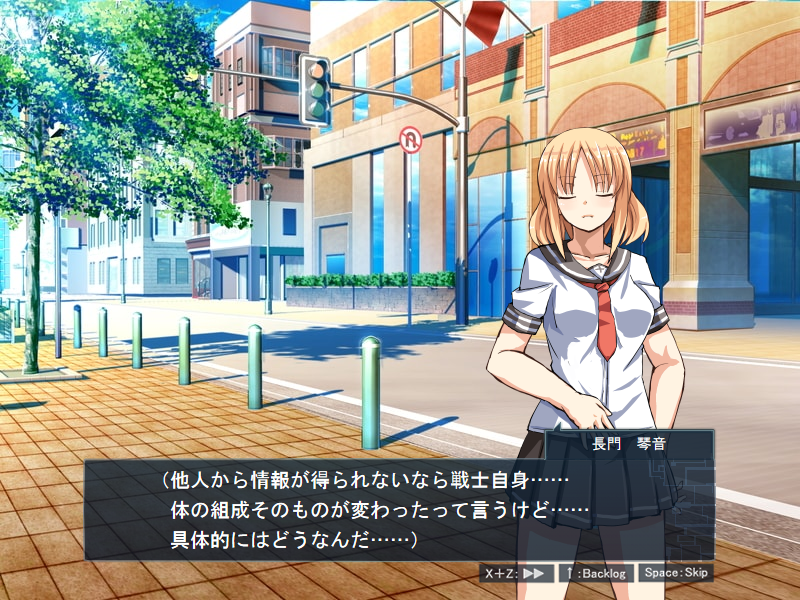 長門 琴音
（他人から情報が得られないなら戦士自身……
体の組成そのものが変わったって言うけど……
具体的にはどうなんだ……）
X+Z:▶▶ ↑:Backlog Space:Skip